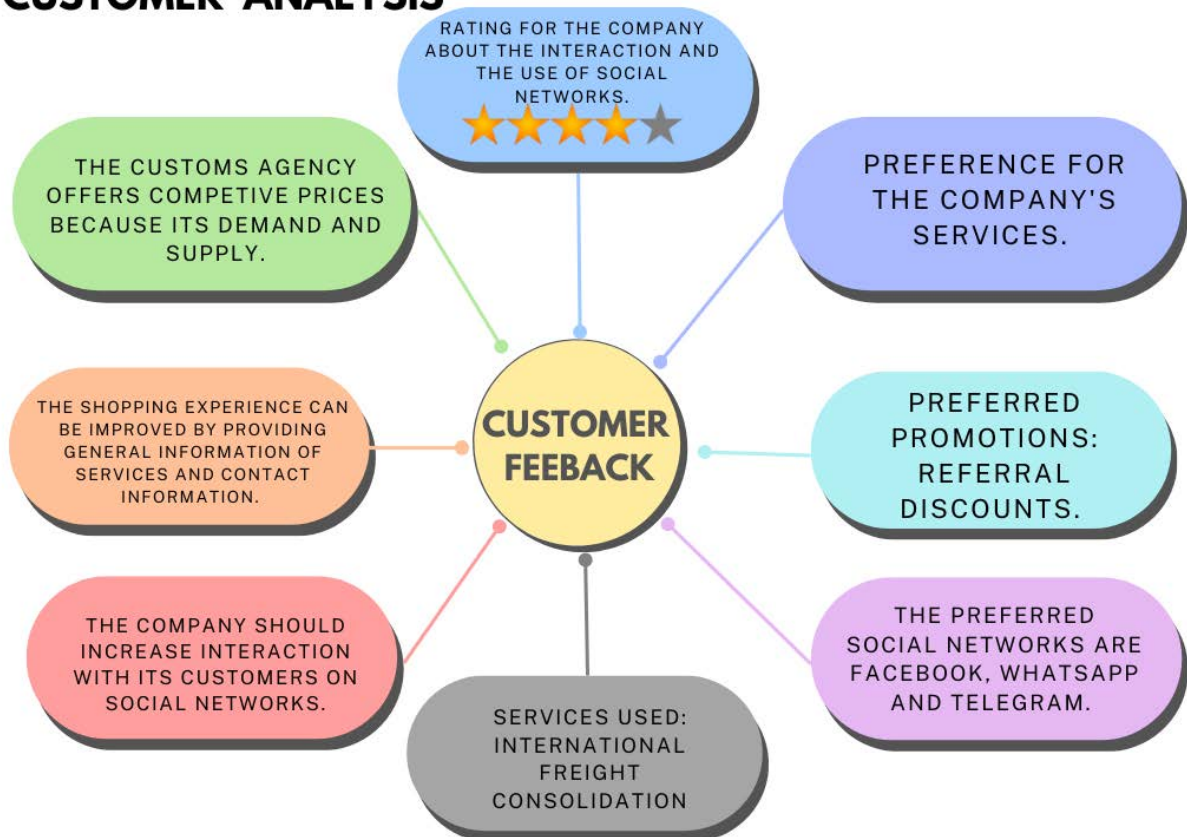 CUSTOMER ANALYSIS
RATING FOR THE COMPANY
ABOUT THE INTERACTION AND
THE USE OF SOCIAL
NETWORKS.
THE CUSTOMS AGENCY
OFFERS COMPETIVE PRICES
BECAUSE ITS DEMAND AND
SUPPLY.
PREFERENCE FOR
THE COMPANY'S
SERVICES.
THE SHOPPING EXPERIENCE CAN
BE IMPROVED BY PROVIDING
GENERAL INFORMATION OF
SERVICES AND CONTACT
INFORMATION.
CUSTOMER
FEEBACK
PREFERRED
PROMOTIONS:
REFERRAL
DISCOUNTS.
THE COMPANY SHOULD
INCREASE INTERACTION
WITH ITS CUSTOMERS ON
SOCIAL NETWORKS.
SERVICES USED:
INTERNATIONAL
FREIGHT
CONSOLIDATION
THE PREFERRED
SOCIAL NETWORKS ARE
FACEBOOK, WHATSAPP
AND TELEGRAM.